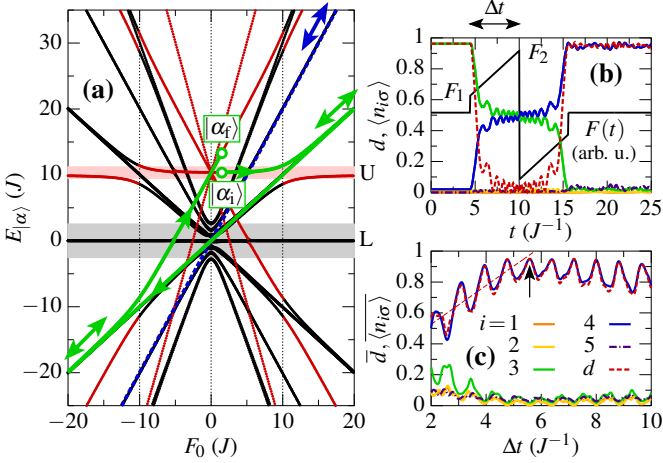 (a)
E|α⟩ (J)
30
20
10
0
−10
−20
|αf⟩
|αi⟩
U
L
−20 −10 0 10 20
F0 (J)
Δt
(b)
d, ⟨niσ⟩
1
0.8
0.6
0.4
0.2
0
F1
F2
F(t)
(arb. u.)
0 5 10 15 20 25
t (J−1)
(c)
d, ⟨niσ⟩
1
0.8
0.6
0.4
0.2
0
i=1 4
2 5
3 d
2 4 6 8 10
Δt (J−1)